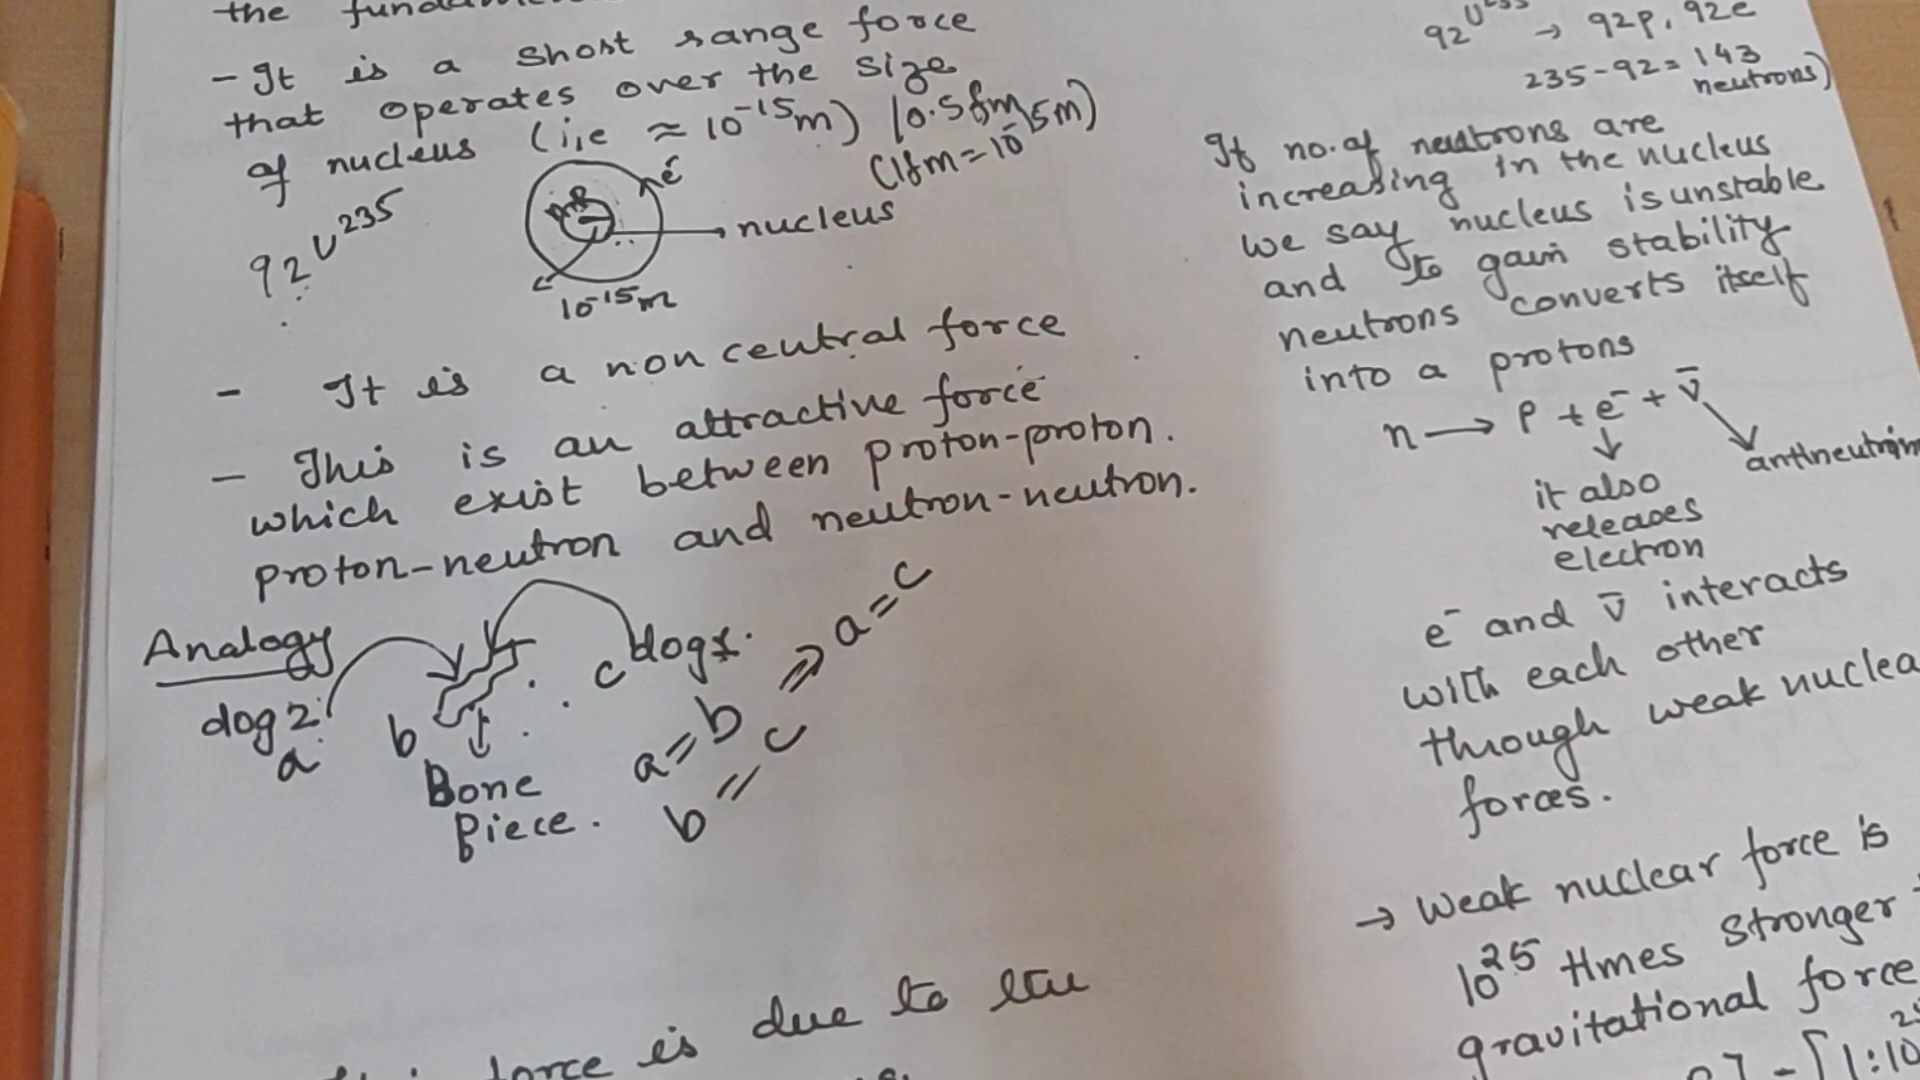 the
- It is a short range force
that operates over the size
of nucleus (i,e ≈ 10⁻¹⁵m) (0.5fm
(1fm = 10⁻¹⁵m)
₉₂U²³⁵
e⁻
nucleus
10⁻¹⁵m
- It is a non central force
- This is an attractive force
which exist between proton-proton.
proton-neutron and neutron-neutron.
Analogy
dog 2
a
b
c
Bone
Piece.
a = b
b = c
⇒ a = c
force is due to
₉₂U → 92p, 92e
235-92 = 143
neutrons)
If no. of neutrons are
increasing in the nucleus
we say nucleus is unstable
and to gain stability
neutrons converts itself
into a protons
n → p + e⁻ + ν̄
it also
releases
electron
e⁻ and ν̄ interacts
with each other
through weak
forces.
→ Weak nuclear force is
10²⁵ times stronger
gravitational force